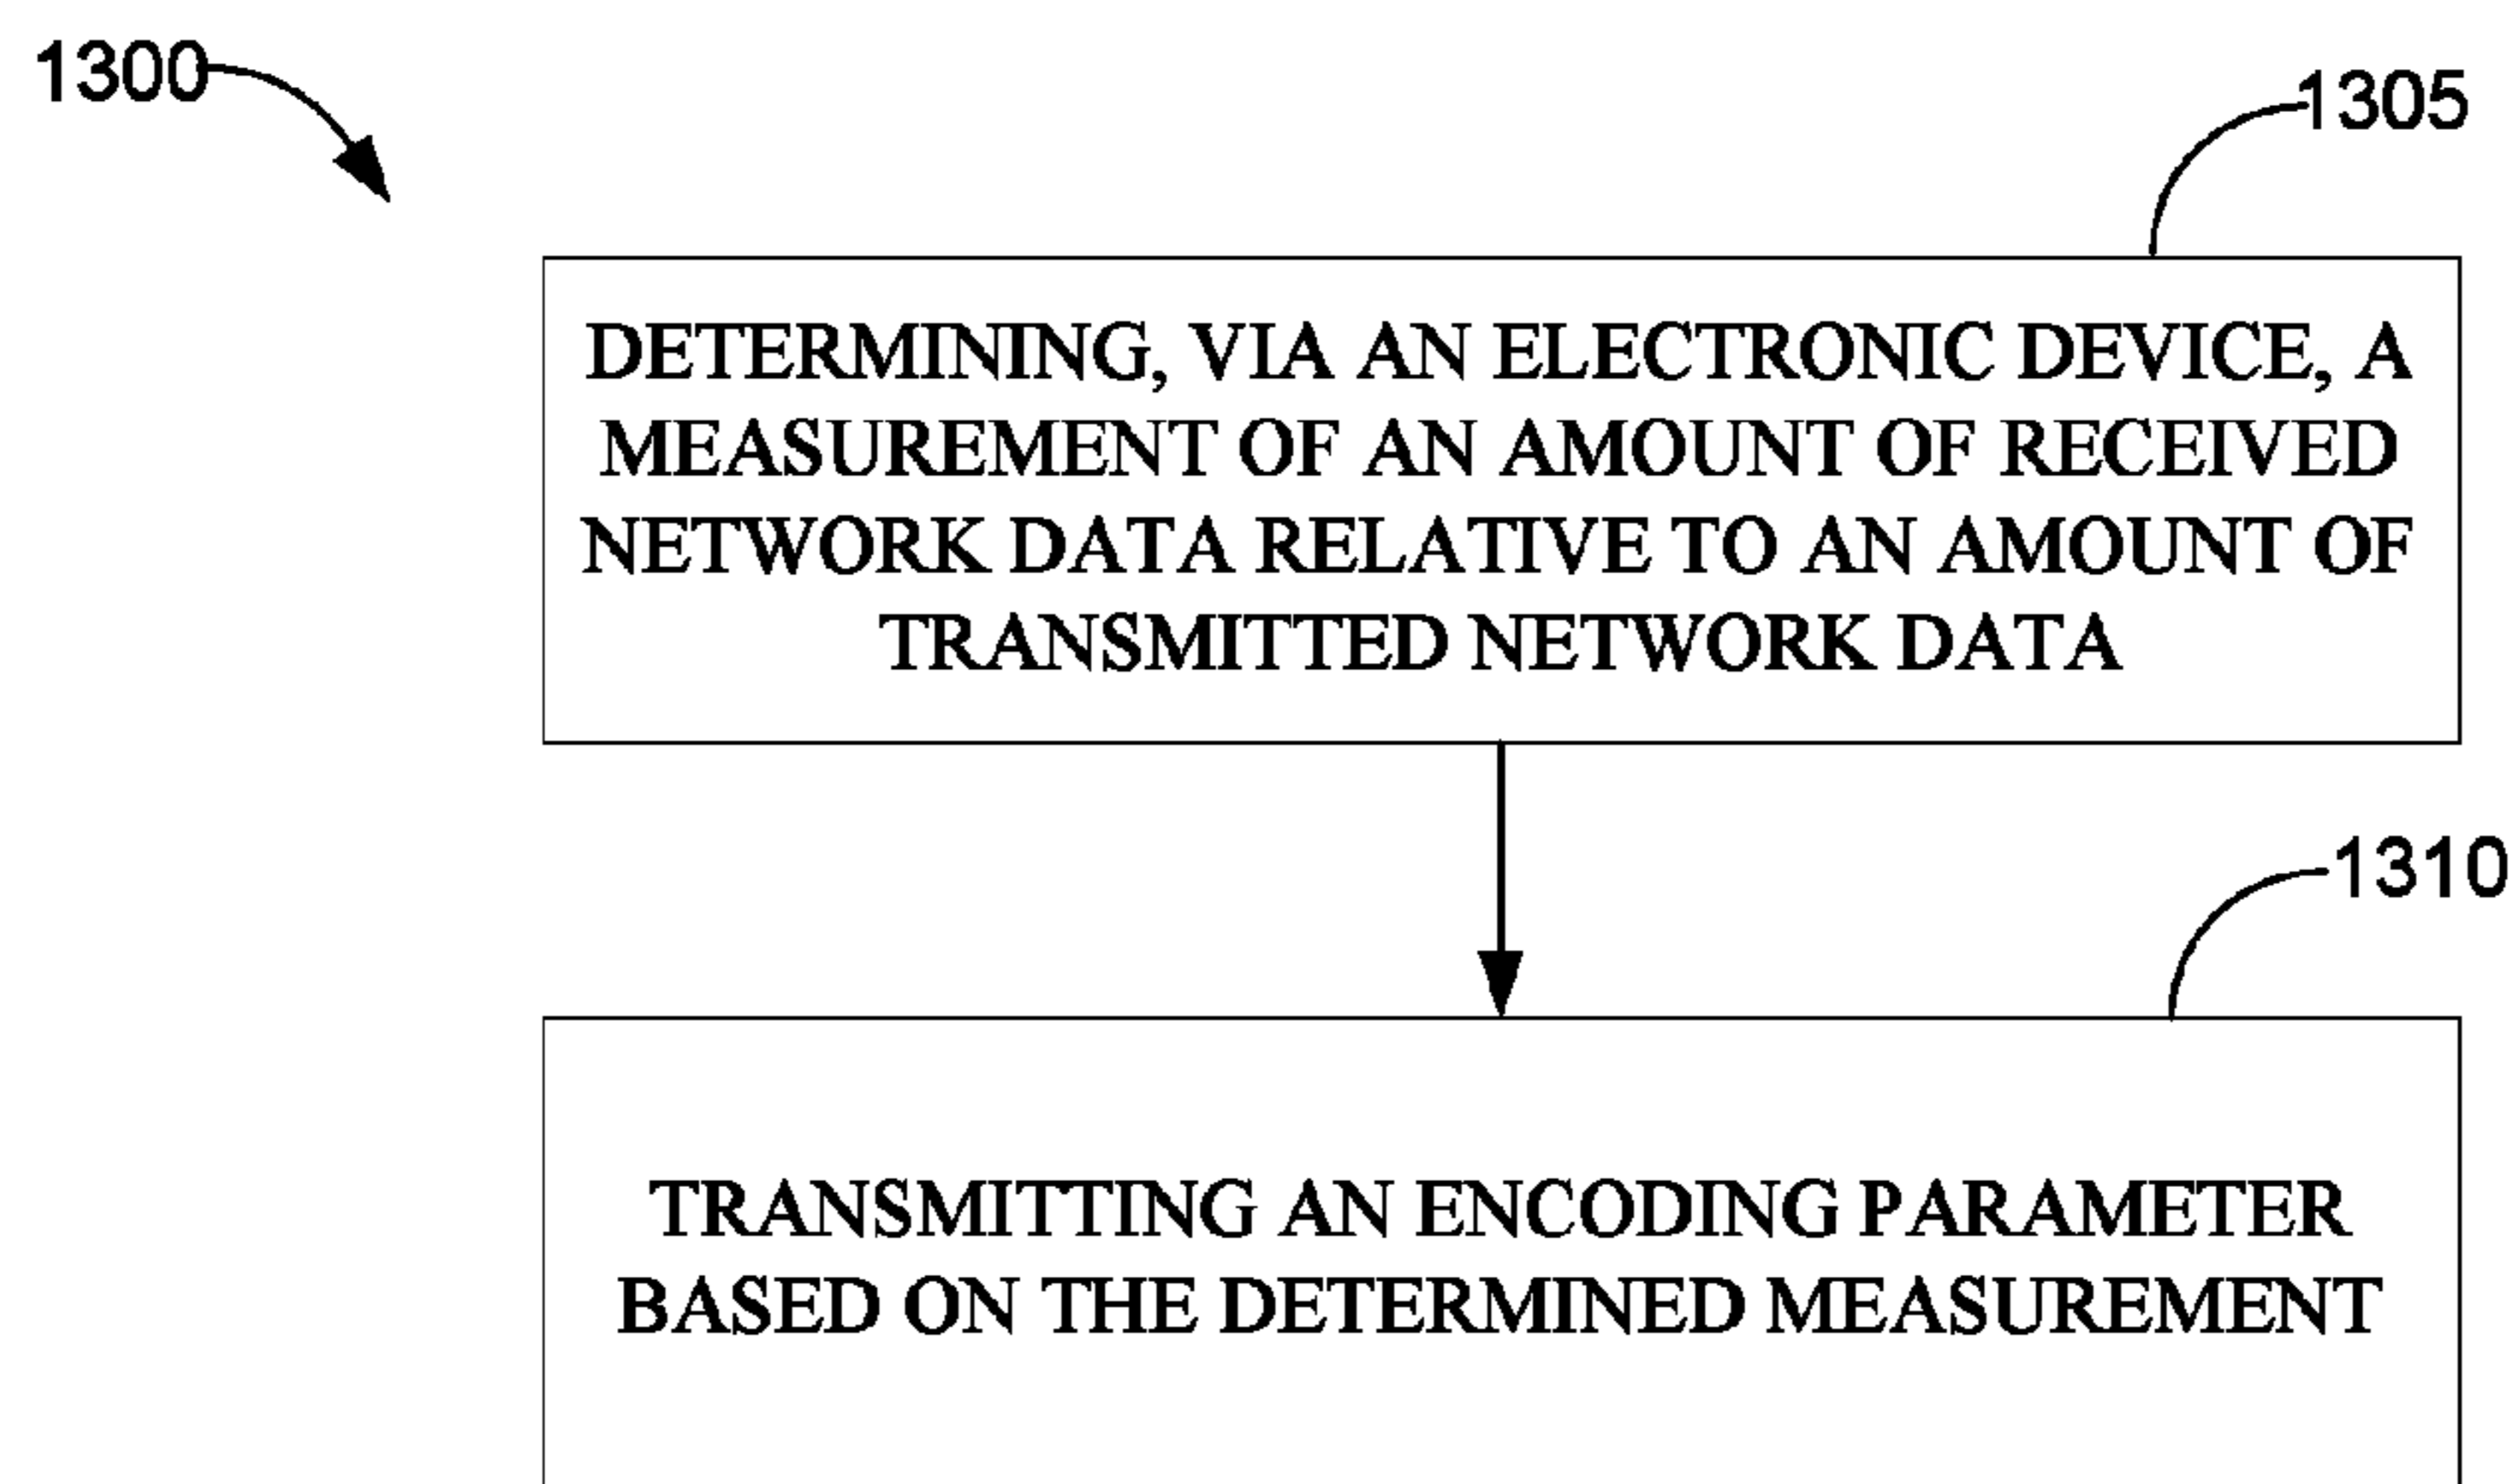 1300
1305
DETERMINING, VIA AN ELECTRONIC DEVICE, A
MEASUREMENT OF AN AMOUNT OF RECEIVED
NETWORK DATA RELATIVE TO AN AMOUNT OF
TRANSMITTED NETWORK DATA
1310
TRANSMITTING AN ENCODING PARAMETER
BASED ON THE DETERMINED MEASUREMENT